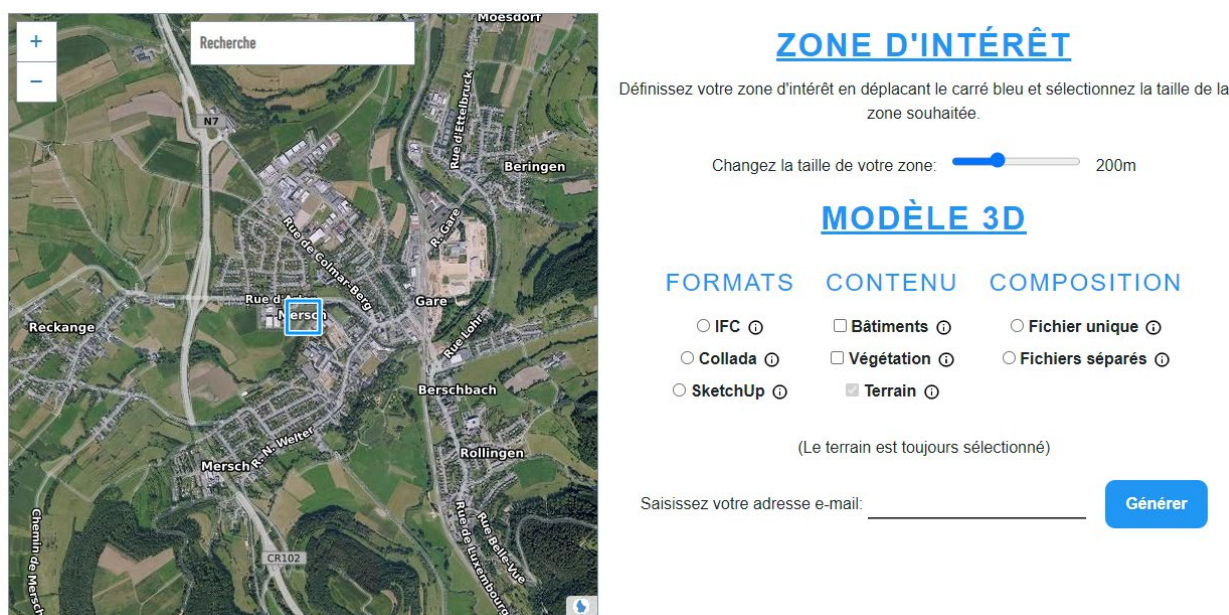 Moesdorf
+
Recherche
−
N7
Rue d'Ettelbruck
Beringen
R. Gare
Rue de Colmar-Berg
Rue d'Arlon
Mersch
Gare
Reckange
Rue Lohr
Berschbach
R. N. Welter
Mersch
Rollingen
Chemin de Mersch
Rue Belle-Vue
Rue de Luxembourg
CR102
ZONE D'INTÉRÊT
Définissez votre zone d'intérêt en déplacant le carré bleu et sélectionnez la taille de la
zone souhaitée.
Changez la taille de votre zone: 200m
MODÈLE 3D
FORMATS CONTENU COMPOSITION
IFC Bâtiments Fichier unique
Collada Végétation Fichiers séparés
SketchUp Terrain
(Le terrain est toujours sélectionné)
Saisissez votre adresse e-mail: Générer